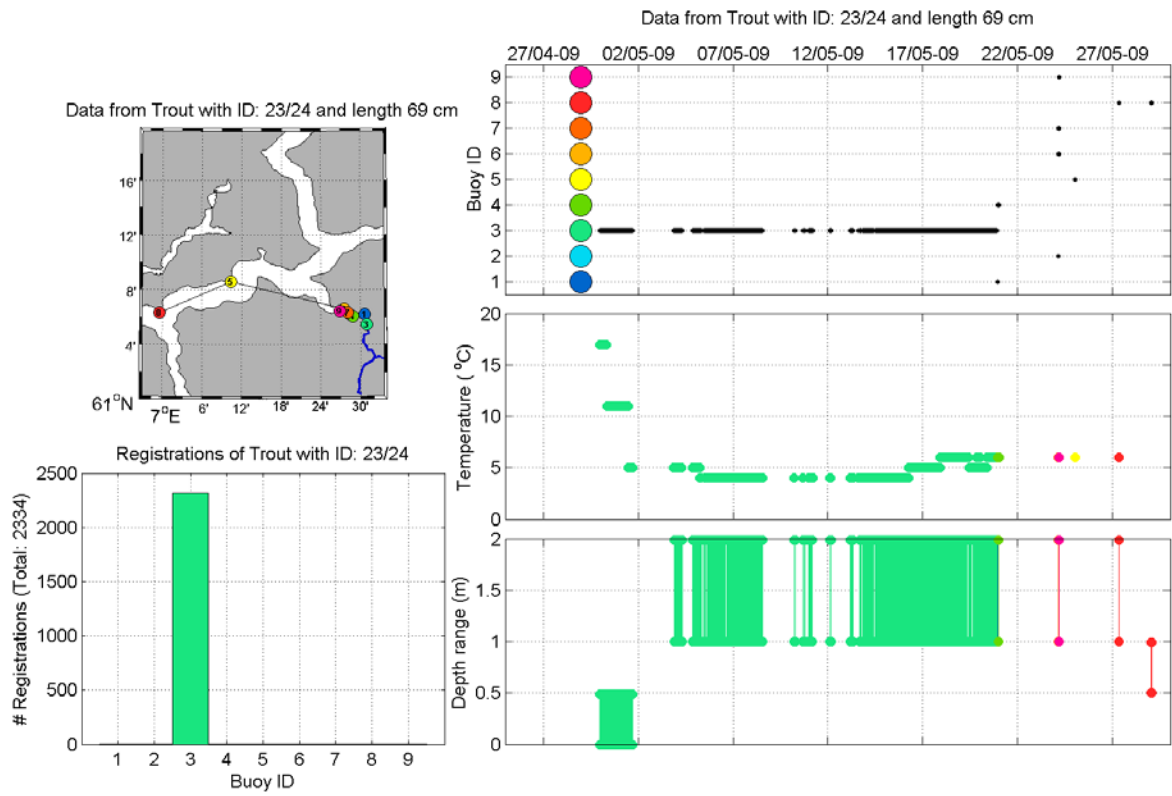 Data from Trout with ID: 23/24 and length 69 cm
27/04-09 02/05-09 07/05-09 12/05-09 17/05-09 22/05-09 27/05-09
9
8
7
6
5
4
3
2
1
Buoy ID
Data from Trout with ID: 23/24 and length 69 cm
16'
12'
8'
4'
61°N
7°E
6' 12' 18' 24' 30'
5
8
9
1
3
20
15
10
5
0
Temperature (°C)
Registrations of Trout with ID: 23/24
2500
2000
1500
1000
500
0
# Registrations (Total: 2334)
1 2 3 4 5 6 7 8 9
Buoy ID
2
1
0.5
0
Depth range (m)